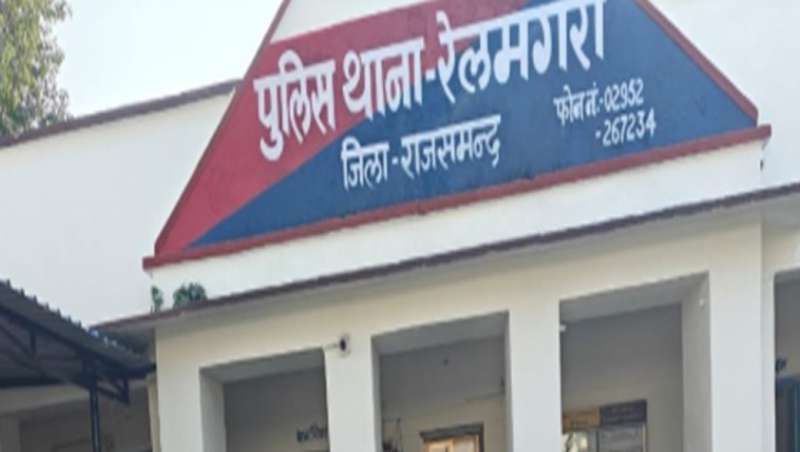 पुलिस थाना-रेलमगरा
जिला-राजसमन्द
फोन नं.-02952
-267234